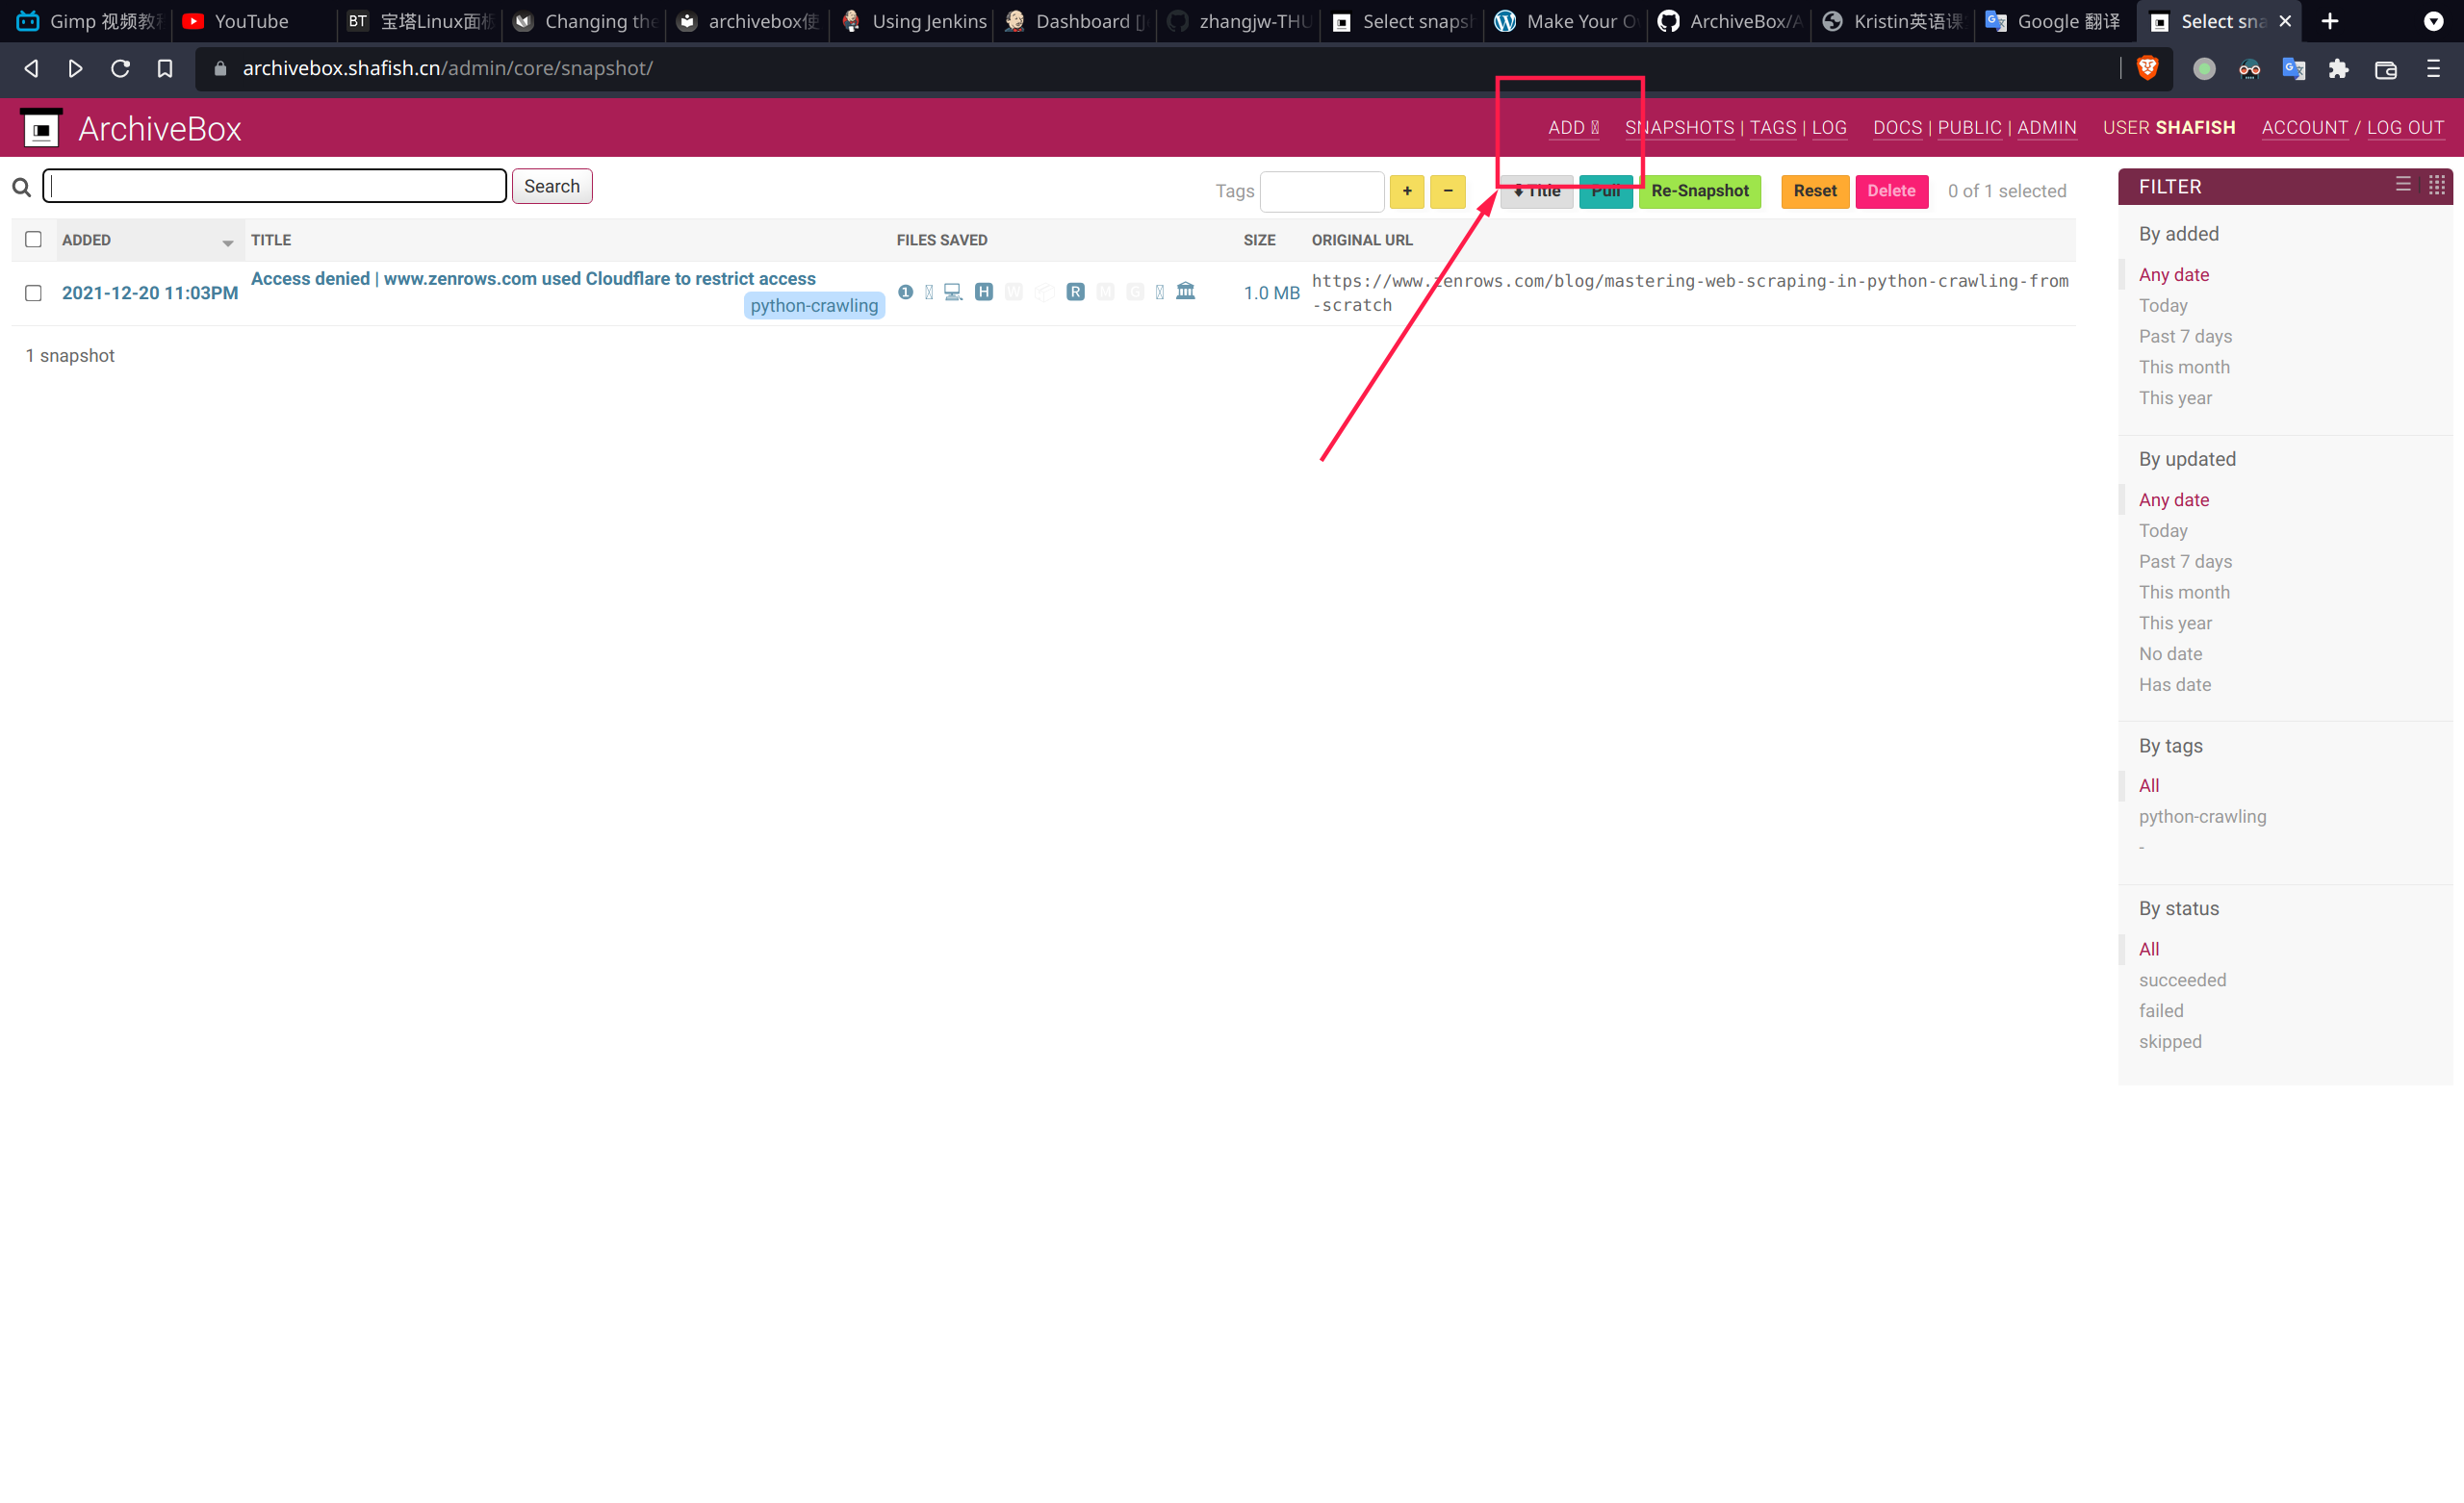 Gimp 视频教 YouTube BT 宝塔Linux面 Changing the archivebox使 Using Jenkins Dashboard [J zhangjw-THU Select snaps Make Your O ArchiveBox/A Kristin英语课 Google 翻译 Select sna
archivebox.shafish.cn/admin/core/snapshot/
ArchiveBox ADD SNAPSHOTS | TAGS | LOG DOCS | PUBLIC | ADMIN USER SHAFISH ACCOUNT / LOG OUT
Search Tags + − Title Pull Re-Snapshot Reset Delete 0 of 1 selected
ADDED TITLE FILES SAVED SIZE ORIGINAL URL
2021-12-20 11:03PM Access denied | www.zenrows.com used Cloudflare to restrict access
python-crawling
1 H W R M G 1.0 MB https://www.zenrows.com/blog/mastering-web-scraping-in-python-crawling-from
-scratch
1 snapshot
FILTER
By added
Any date
Today
Past 7 days
This month
This year
By updated
Any date
Today
Past 7 days
This month
This year
No date
Has date
By tags
All
python-crawling
-
By status
All
succeeded
failed
skipped